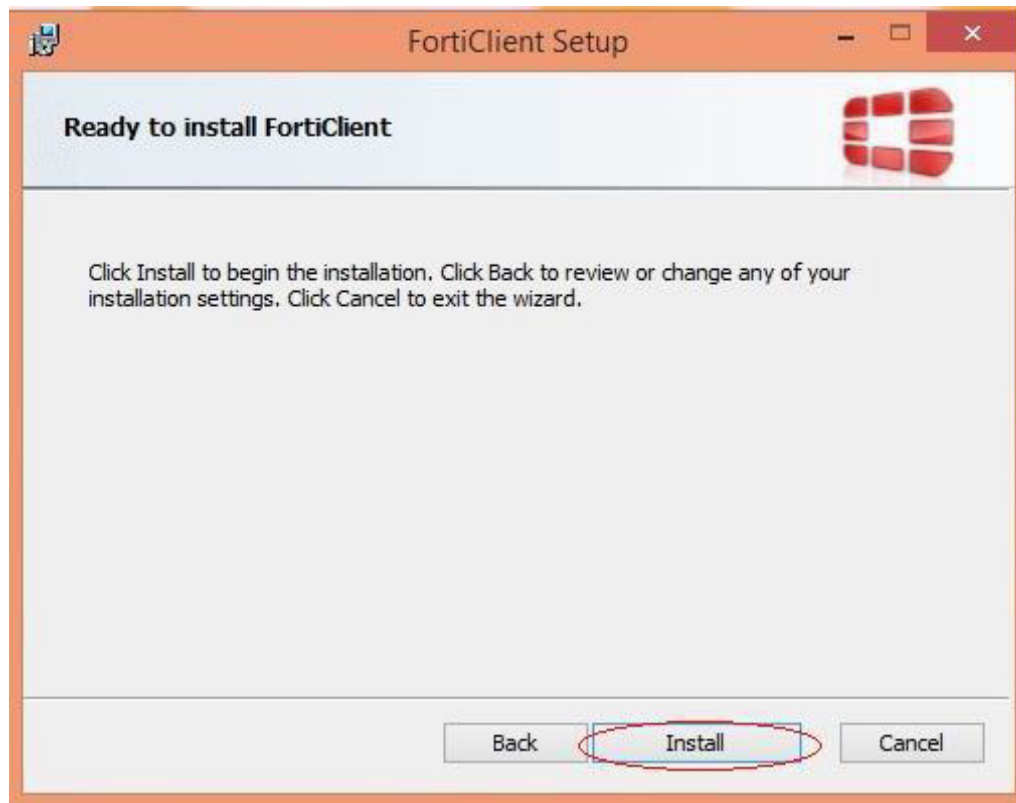 FortiClient Setup
Ready to install FortiClient
Click Install to begin the installation. Click Back to review or change any of your
installation settings. Click Cancel to exit the wizard.
Back Install Cancel